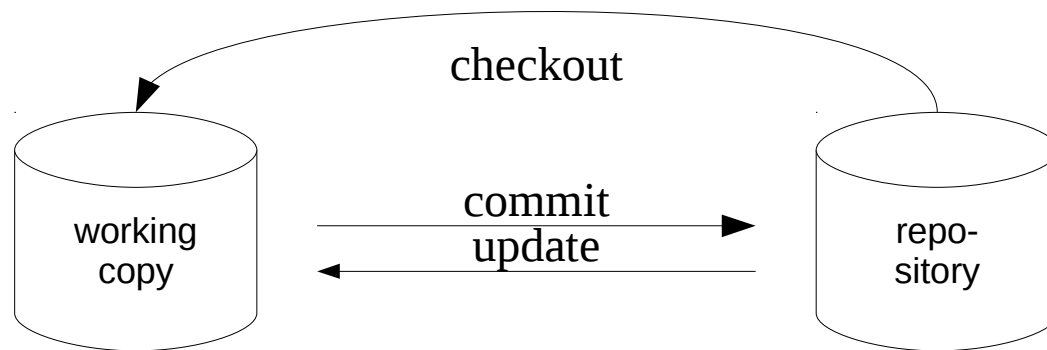 checkout
commit
update
working
copy
repo-
sitory